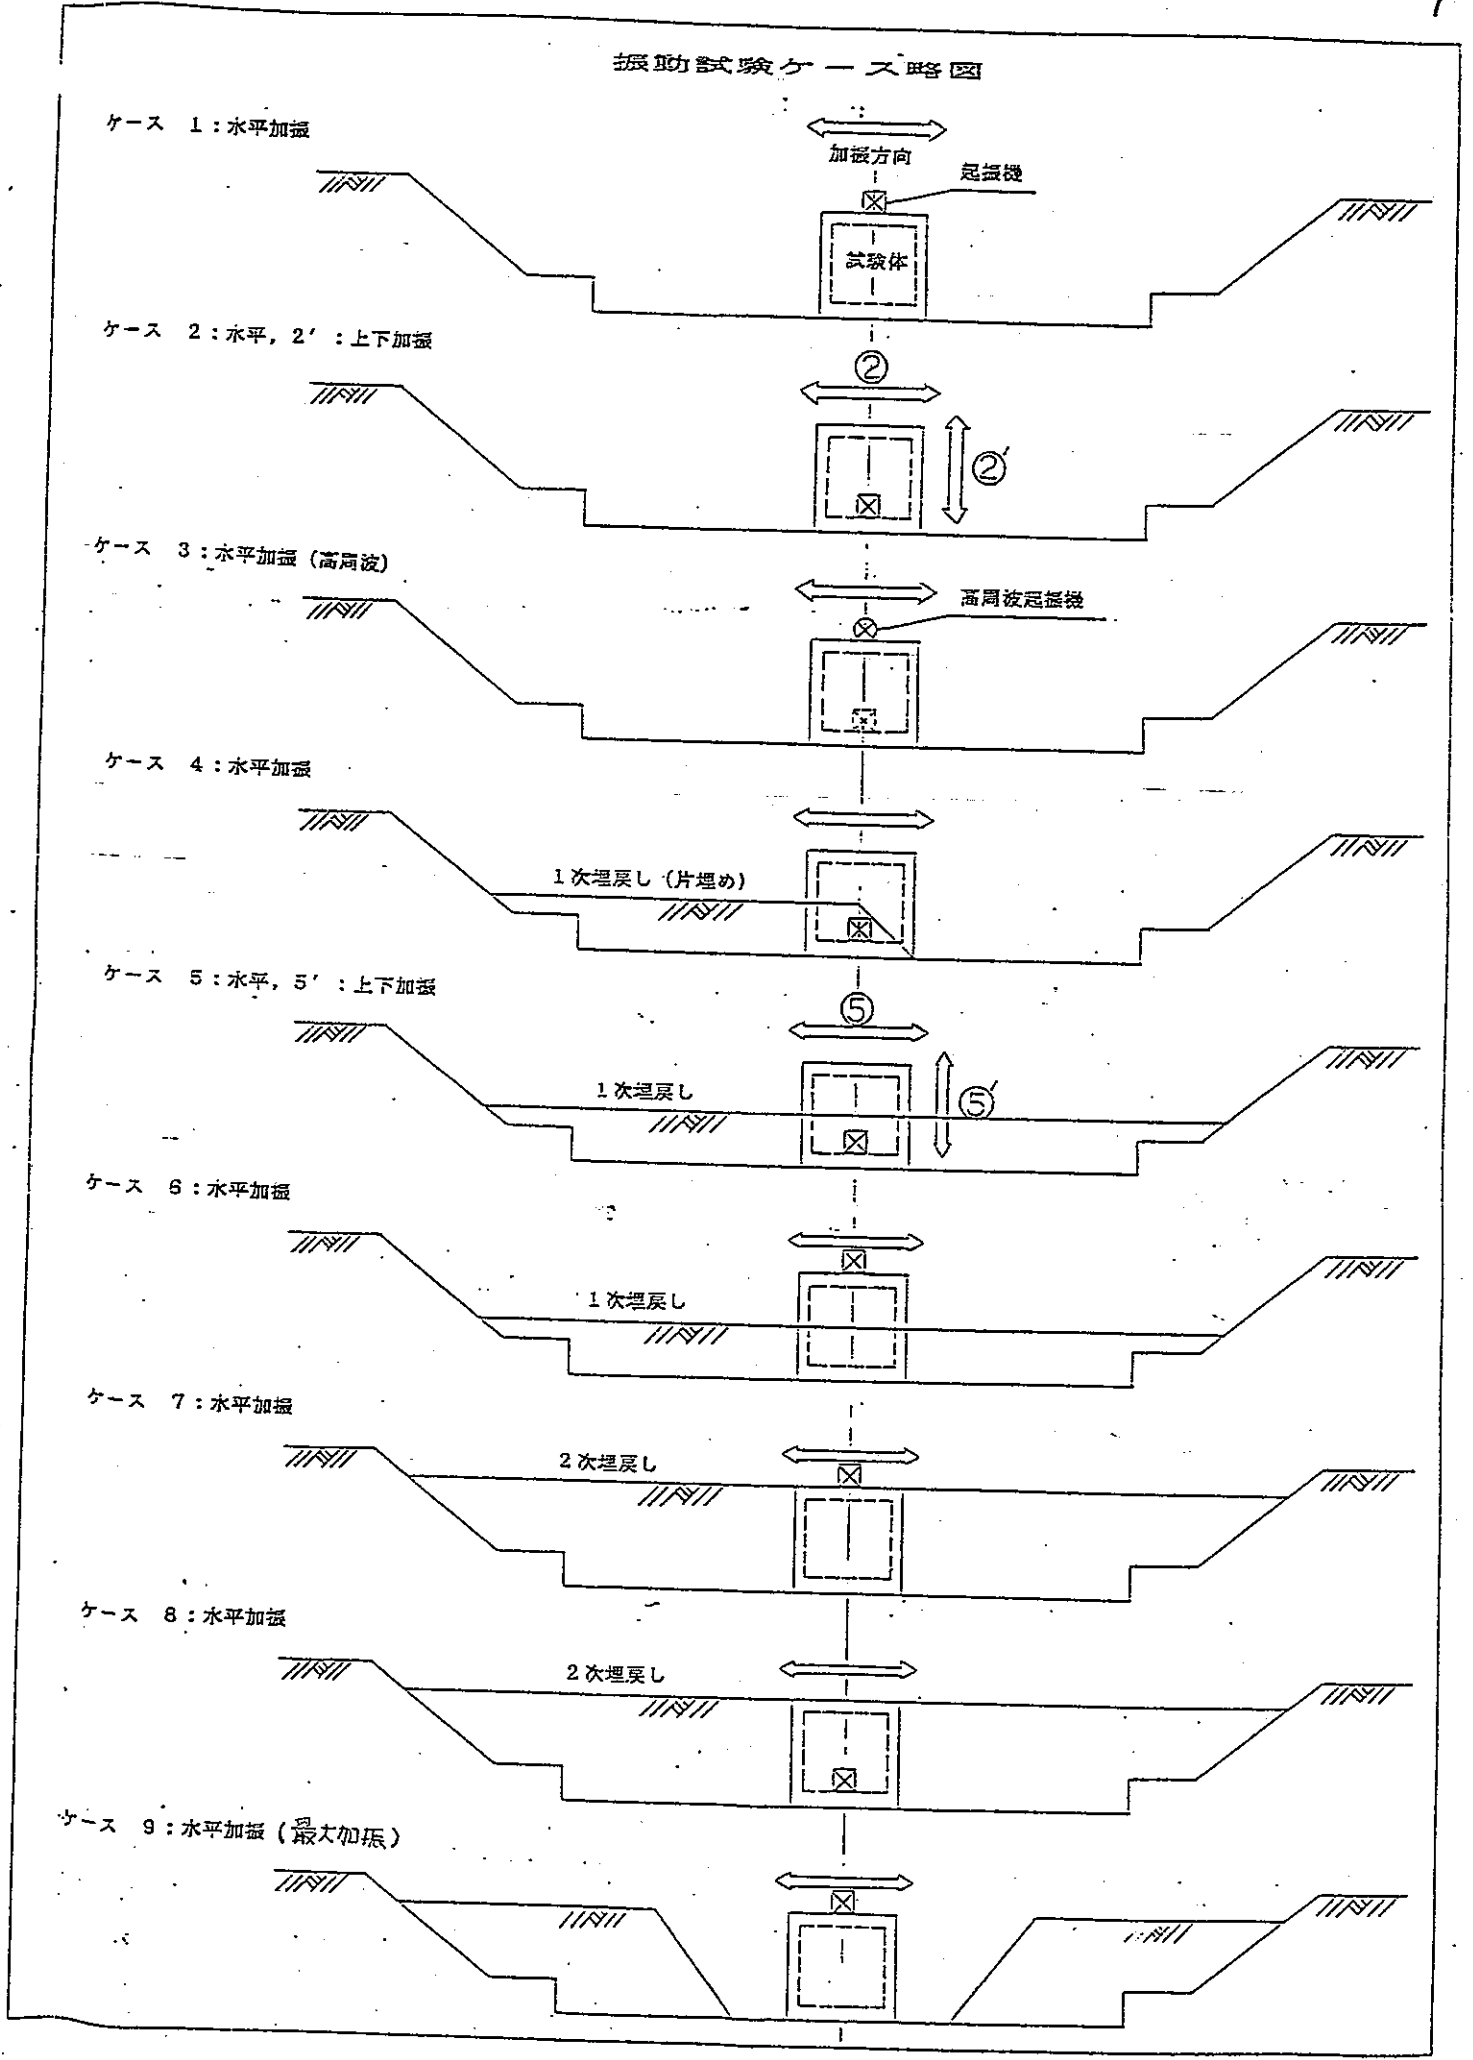 振動試験ケース略図
ケース 1：水平加振
加振方向
起振機
試験体
ケース 2：水平，2′：上下加振
②
②′
ケース 3：水平加振（高周波）
高周波起振機
ケース 4：水平加振
1次埋戻し（片埋め）
ケース 5：水平，5′：上下加振
⑤
1次埋戻し
⑤′
ケース 6：水平加振
1次埋戻し
ケース 7：水平加振
2次埋戻し
ケース 8：水平加振
2次埋戻し
ケース 9：水平加振（最大加振）